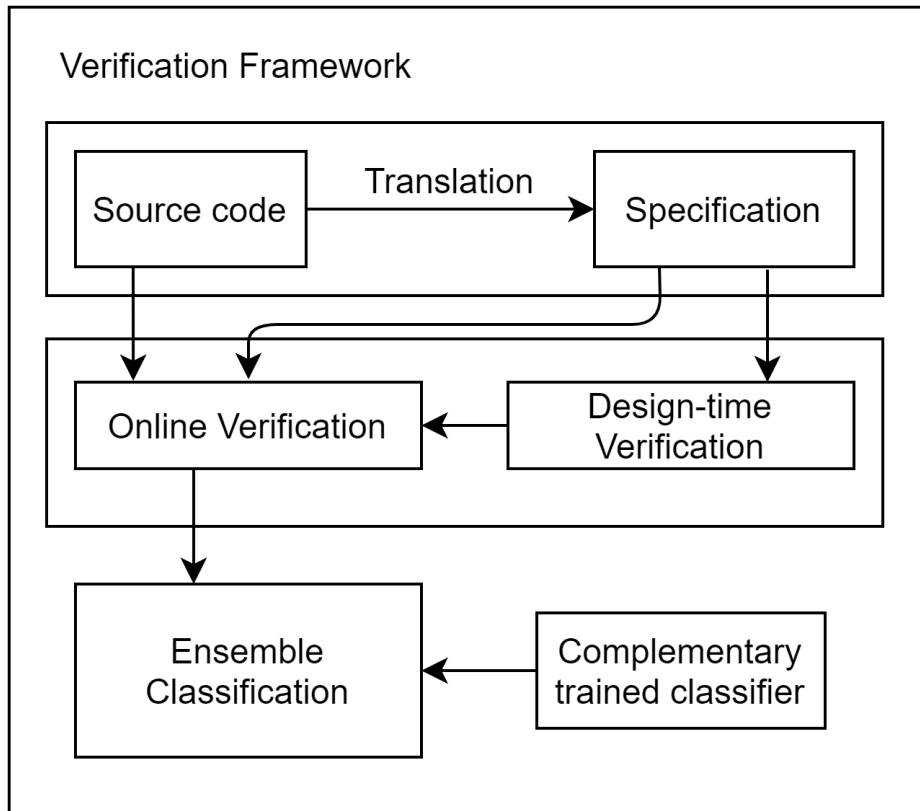 Verification Framework
Translation
Source code
Specification
Online Verification
Design-time
Verification
Ensemble
Classification
Complementary
trained classifier